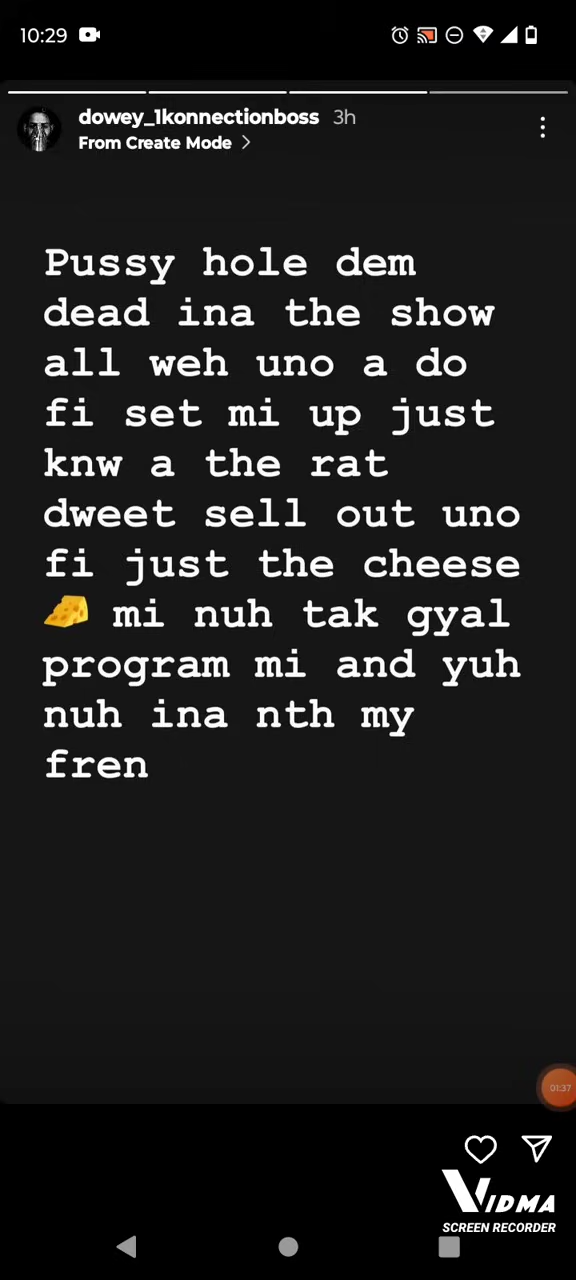 10:29
dowey_1konnectionboss 3h
From Create Mode >
Pussy hole dem
dead ina the show
all weh uno a do
fi set mi up just
knw a the rat
dweet sell out uno
fi just the cheese
🧀 mi nuh tak gyal
program mi and yuh
nuh ina nth my
fren
01:37
VIDMA
SCREEN RECORDER